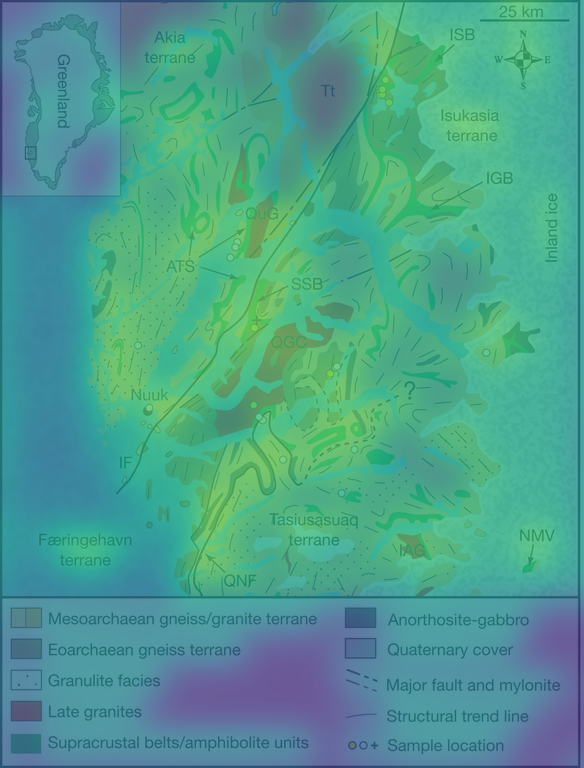 25 km
Akia
terrane
ISB
N
W E
S
Greenland
Tt
Isukasia
terrane
IGB
QuG
Inland ice
ATS
SSB
QGC
?
Nuuk
IF
Tasiusasuaq
terrane
Færingehavn
terrane
IAG
NMV
QNF
Mesoarchaean gneiss/granite terrane
Eoarchaean gneiss terrane
Granulite facies
Late granites
Supracrustal belts/amphibolite units
Anorthosite-gabbro
Quaternary cover
Major fault and mylonite
Structural trend line
Sample location